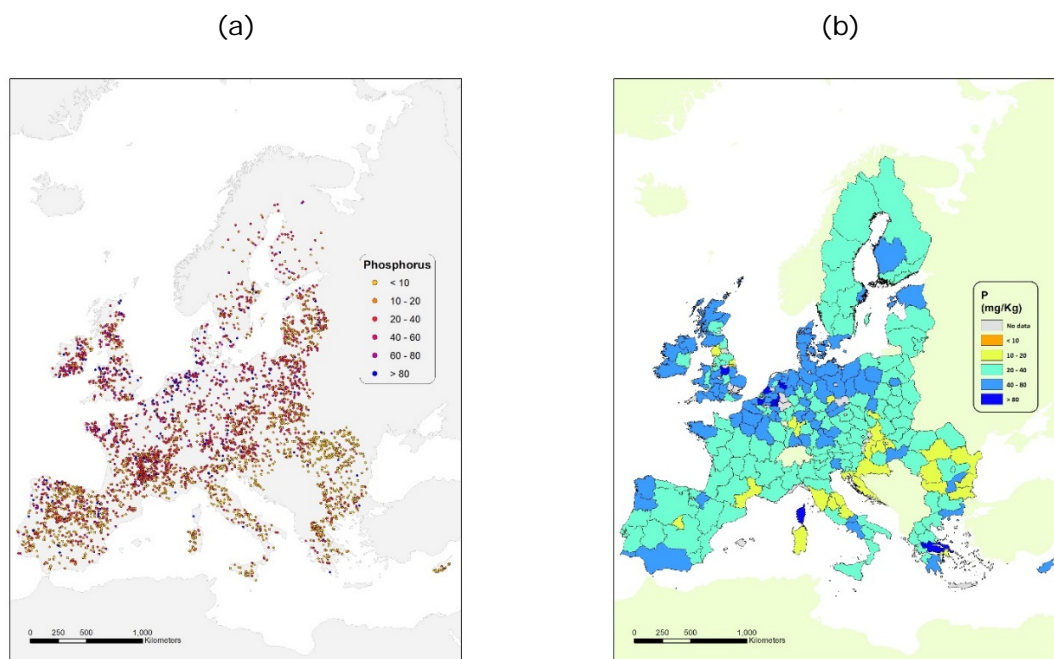 (a)
(b)
Phosphorus
< 10
10 - 20
20 - 40
40 - 60
60 - 80
> 80
0 250 500 1,000
Kilometers
P
(mg/Kg)
No data
< 10
10 - 20
20 - 40
40 - 80
> 80
0 250 500 1,000
Kilometers